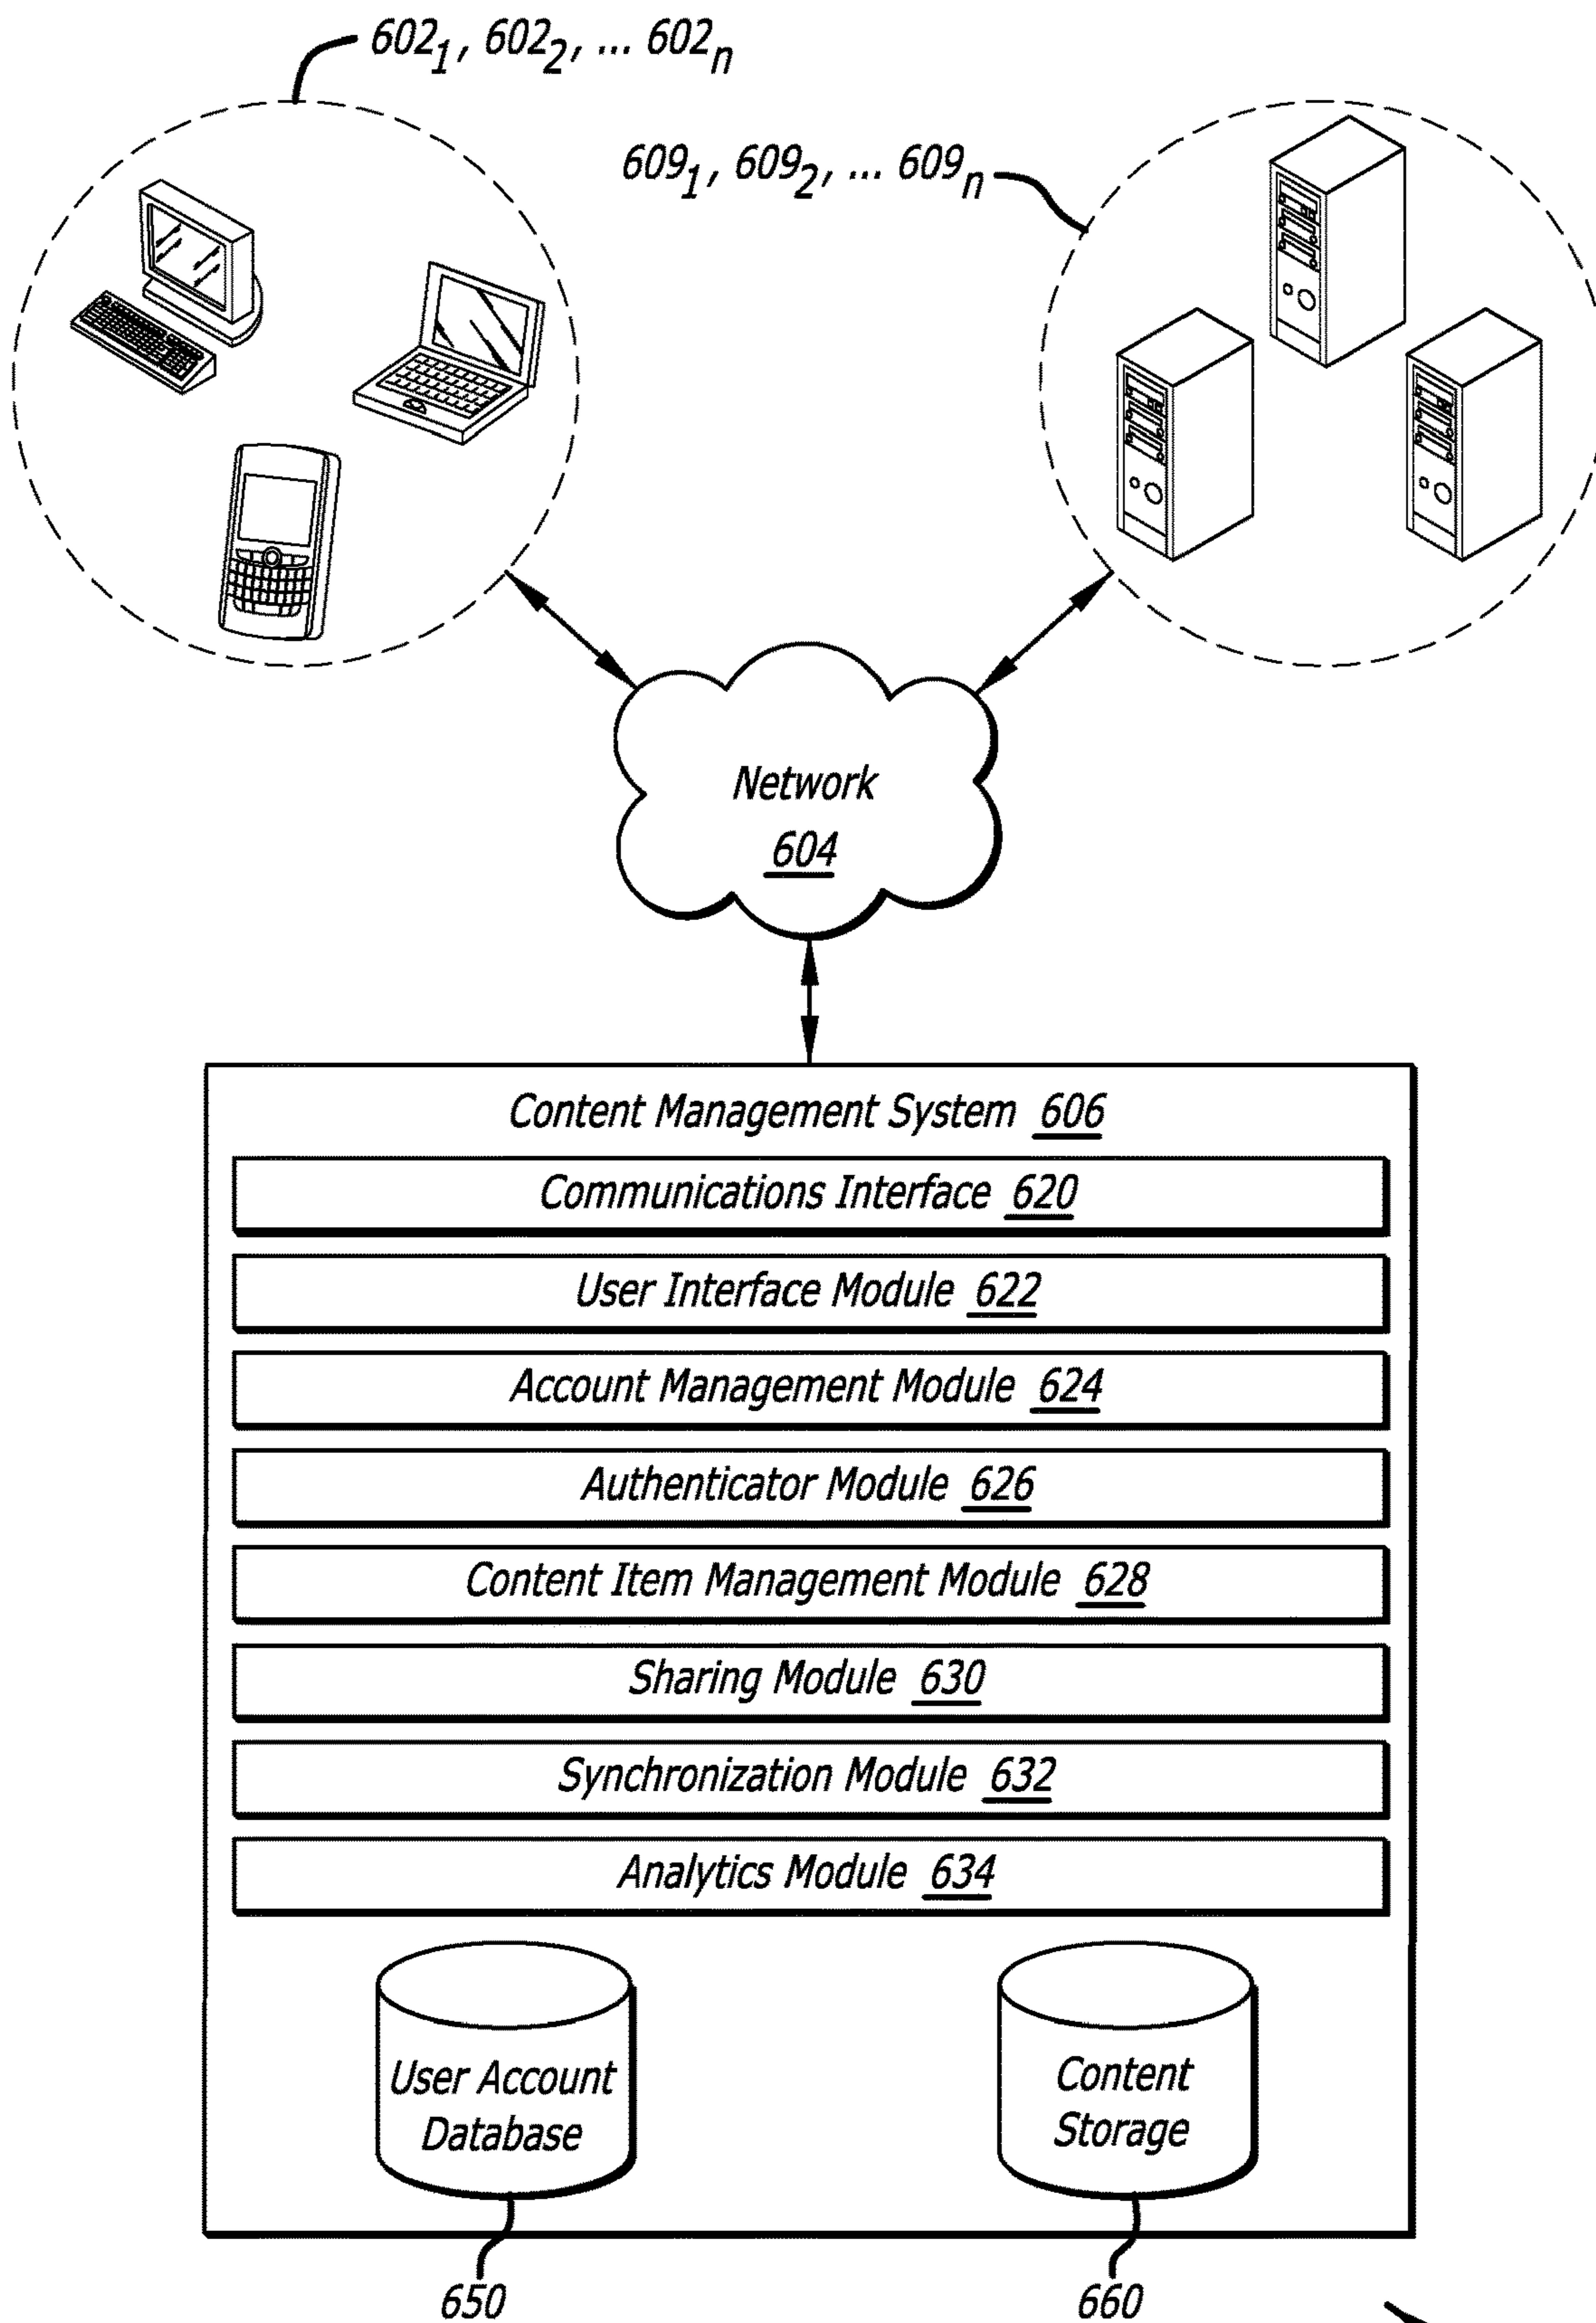 602₁, 602₂, ... 602ₙ
609₁, 609₂, ... 609ₙ
Network
604
Content Management System 606
Communications Interface 620
User Interface Module 622
Account Management Module 624
Authenticator Module 626
Content Item Management Module 628
Sharing Module 630
Synchronization Module 632
Analytics Module 634
User Account
Database
Content
Storage
650
660